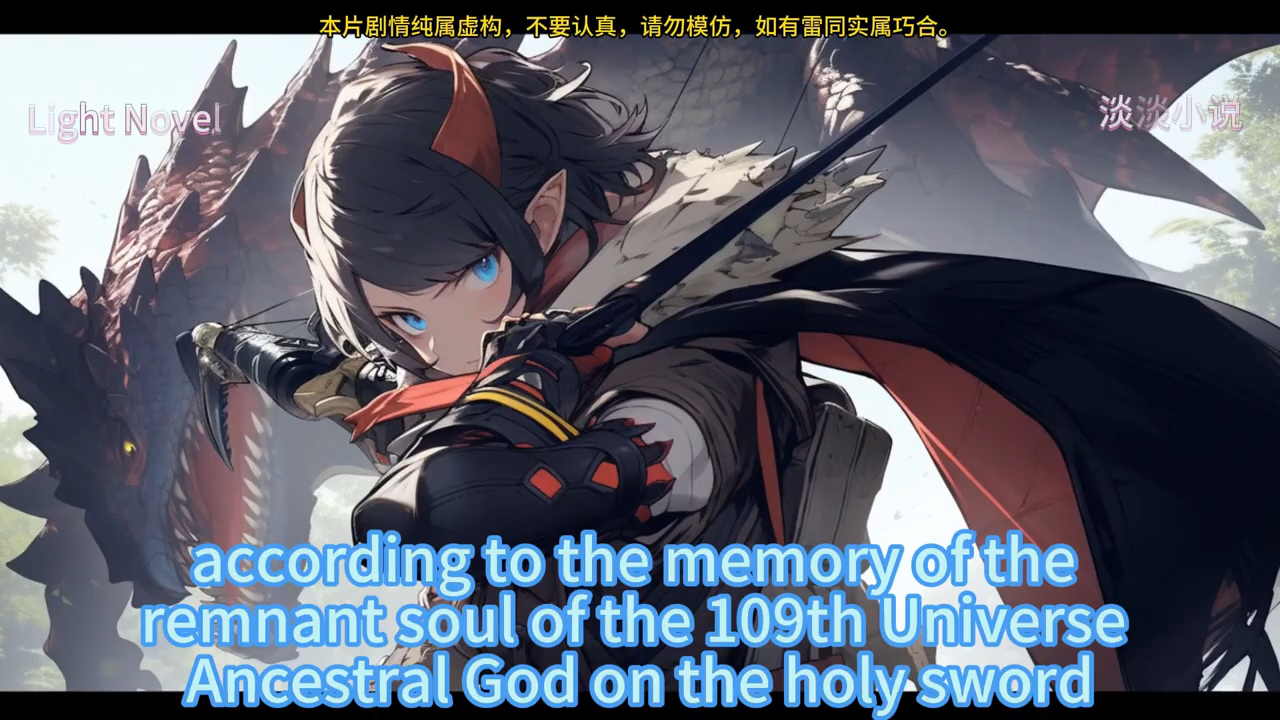 本片剧情纯属虚构，不要认真，请勿模仿，如有雷同实属巧合。
Light Novel
淡淡小说
according to the memory of the
remnant soul of the 109th Universe
Ancestral God on the holy sword